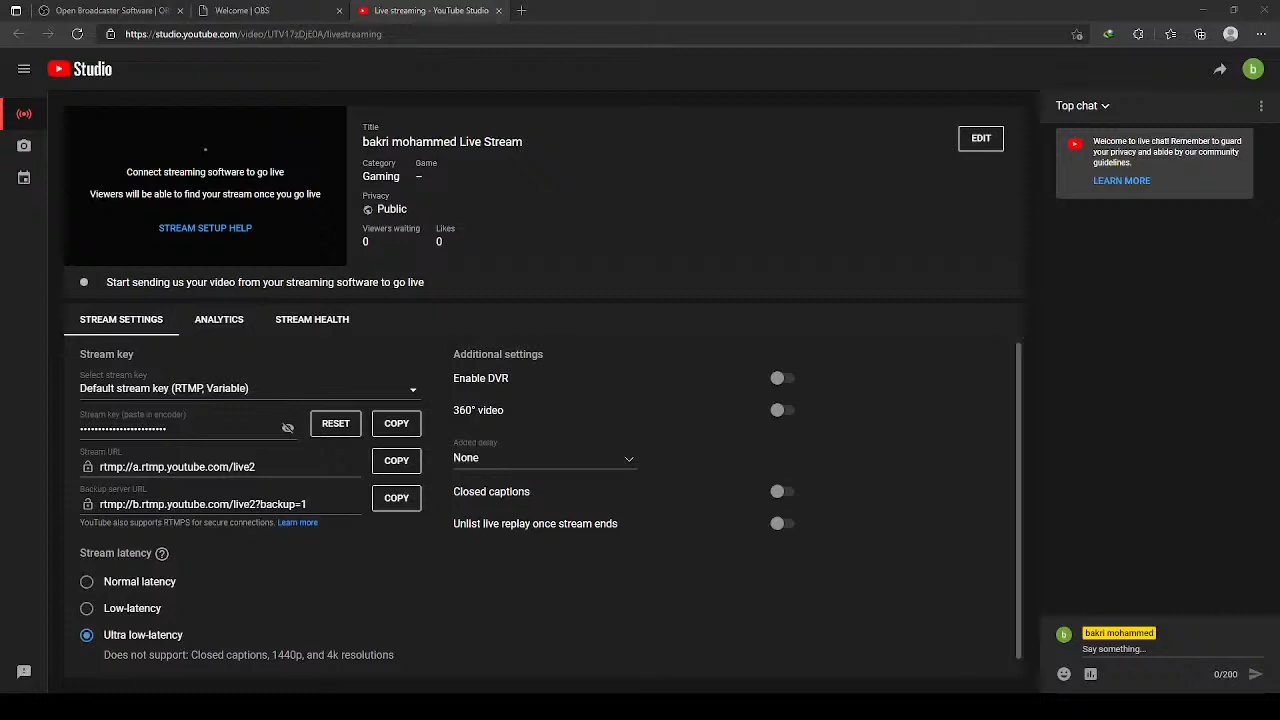 Open Broadcaster Software | OB
Welcome | OBS
Live streaming - YouTube Studio
https://studio.youtube.com/video/UTV17zDjE0A/livestreaming
Studio
b
Connect streaming software to go live
Viewers will be able to find your stream once you go live
STREAM SETUP HELP
Title
bakri mohammed Live Stream
EDIT
Category Game
Gaming –
Privacy
Public
Viewers waiting Likes
0 0
Top chat
Welcome to live chat! Remember to guard
your privacy and abide by our community
guidelines.
LEARN MORE
Start sending us your video from your streaming software to go live
STREAM SETTINGS ANALYTICS STREAM HEALTH
Stream key
Select stream key
Default stream key (RTMP, Variable)
Stream key (paste in encoder)
•••••••••••••••••••••••• RESET COPY
Stream URL
rtmp://a.rtmp.youtube.com/live2 COPY
Backup server URL
rtmp://b.rtmp.youtube.com/live2?backup=1 COPY
YouTube also supports RTMPS for secure connections. Learn more
Stream latency ?
Normal latency
Low-latency
Ultra low-latency
Does not support: Closed captions, 1440p, and 4k resolutions
Additional settings
Enable DVR
360° video
Added delay
None
Closed captions
Unlist live replay once stream ends
b bakri mohammed
Say something...
0/200